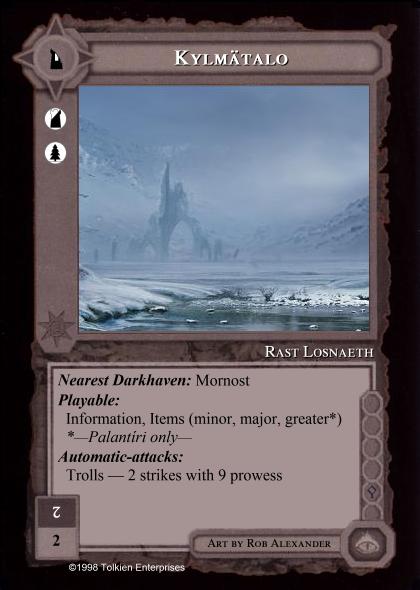 KYLMÄTALO
RAST LOSNAETH
Nearest Darkhaven: Mornost
Playable:
Information, Items (minor, major, greater*)
*—Palantíri only—
Automatic-attacks:
Trolls — 2 strikes with 9 prowess
2
2
ART BY ROB ALEXANDER
©1998 Tolkien Enterprises